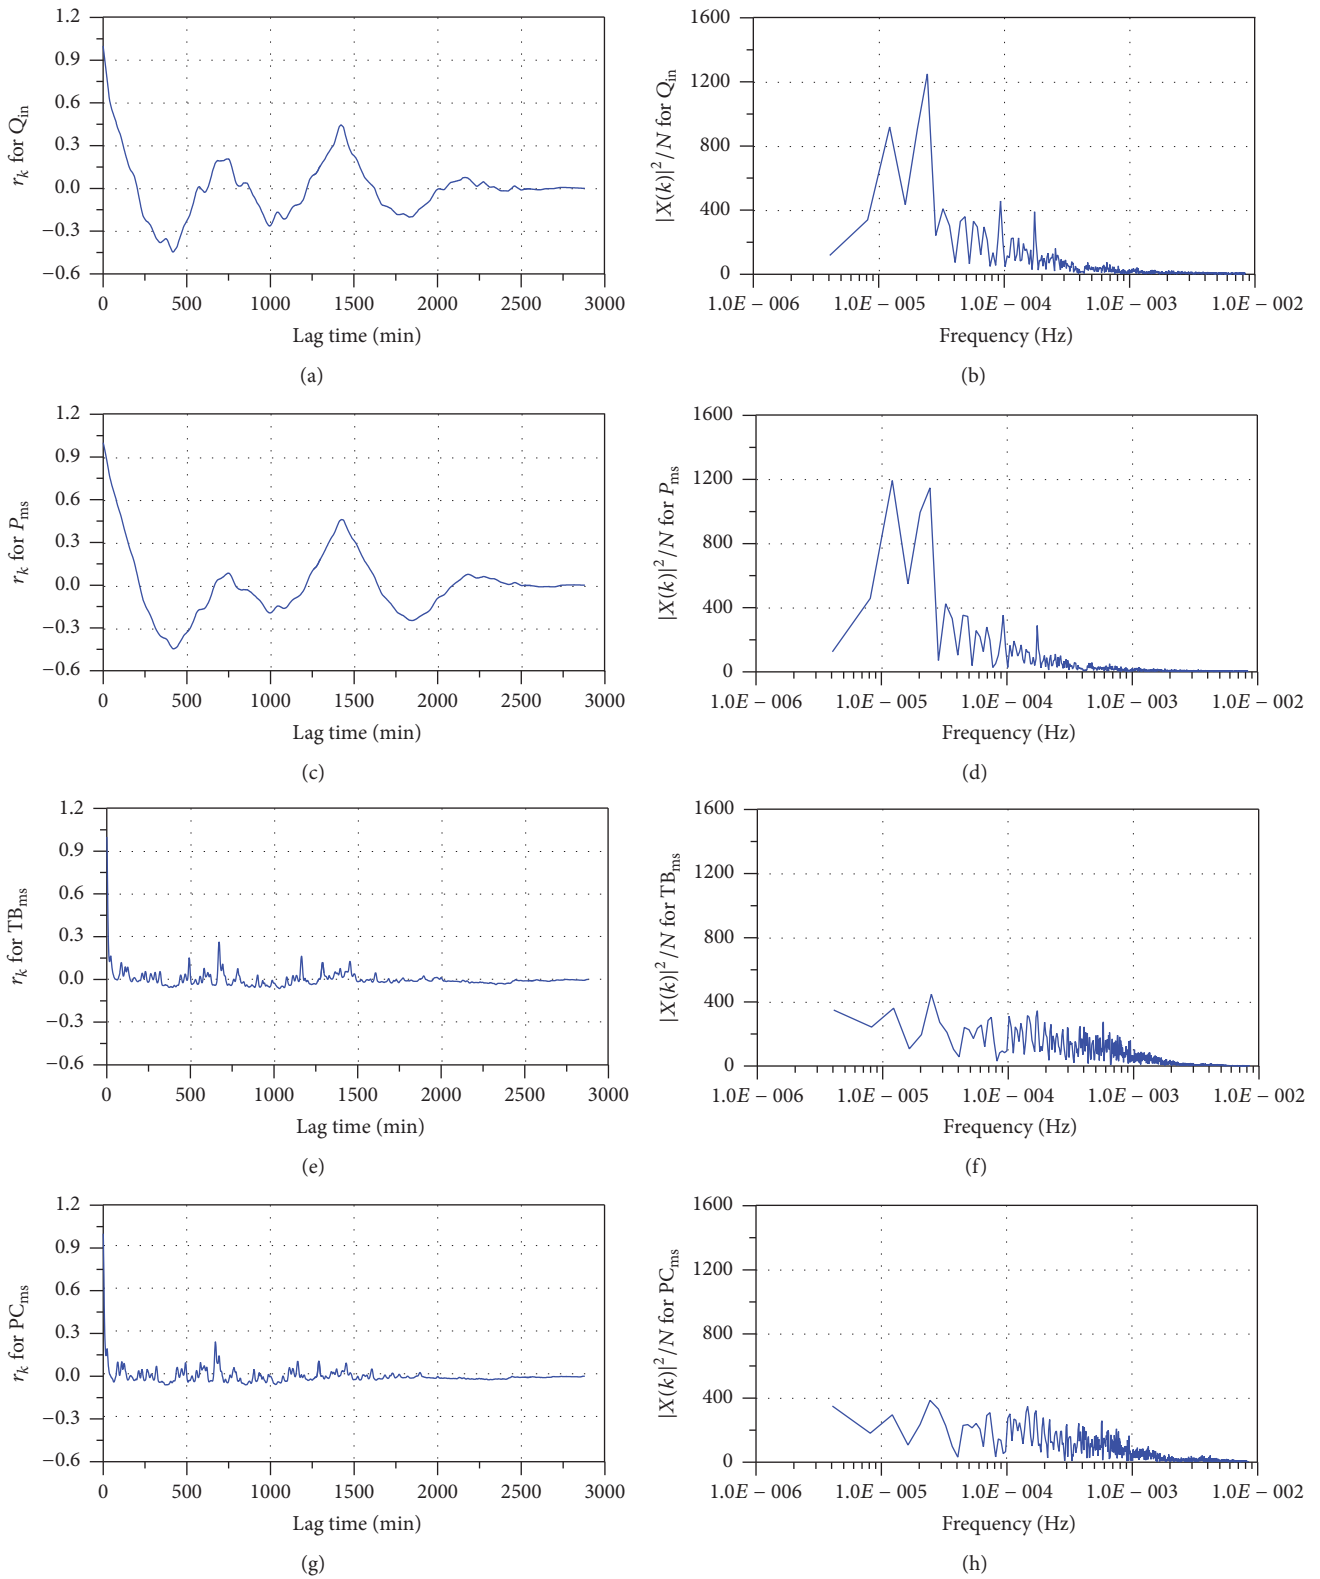 1.2
0.9
0.6
0.3
0.0
−0.3
−0.6
r_k for Q_in
0 500 1000 1500 2000 2500 3000
Lag time (min)
(a)
1600
1200
800
400
0
|X(k)|²/N for Q_in
1.0E − 006 1.0E − 005 1.0E − 004 1.0E − 003 1.0E − 002
Frequency (Hz)
(b)
1.2
0.9
0.6
0.3
0.0
−0.3
−0.6
r_k for P_ms
0 500 1000 1500 2000 2500 3000
Lag time (min)
(c)
1600
1200
800
400
0
|X(k)|²/N for P_ms
1.0E − 006 1.0E − 005 1.0E − 004 1.0E − 003 1.0E − 002
Frequency (Hz)
(d)
1.2
0.9
0.6
0.3
0.0
−0.3
−0.6
r_k for TB_ms
0 500 1000 1500 2000 2500 3000
Lag time (min)
(e)
1600
1200
800
400
0
|X(k)|²/N for TB_ms
1.0E − 006 1.0E − 005 1.0E − 004 1.0E − 003 1.0E − 002
Frequency (Hz)
(f)
1.2
0.9
0.6
0.3
0.0
−0.3
−0.6
r_k for PC_ms
0 500 1000 1500 2000 2500 3000
Lag time (min)
(g)
1600
1200
800
400
0
|X(k)|²/N for PC_ms
1.0E − 006 1.0E − 005 1.0E − 004 1.0E − 003 1.0E − 002
Frequency (Hz)
(h)